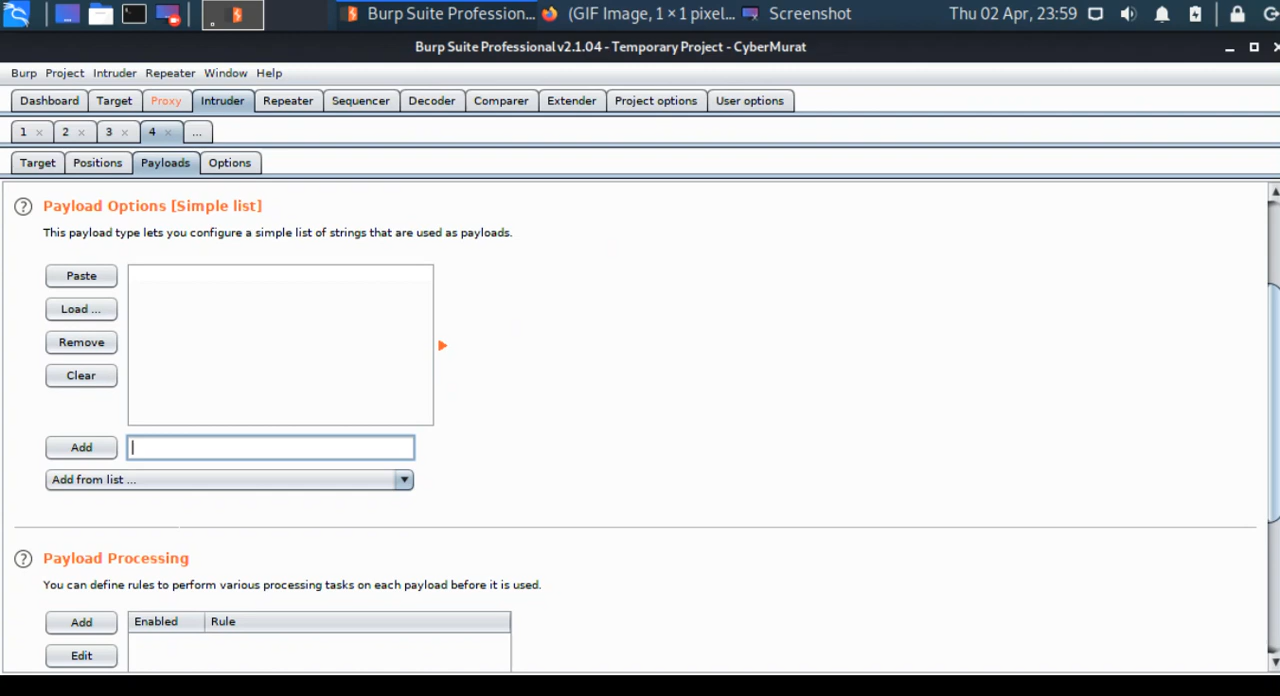 Burp Suite Profession... (GIF Image, 1 × 1 pixel... Screenshot Thu 02 Apr, 23:59
Burp Suite Professional v2.1.04 - Temporary Project - CyberMurat
Burp Project Intruder Repeater Window Help
Dashboard Target Proxy Intruder Repeater Sequencer Decoder Comparer Extender Project options User options
1 × 2 × 3 × 4 × ...
Target Positions Payloads Options
? Payload Options [Simple list]
This payload type lets you configure a simple list of strings that are used as payloads.
Paste
Load ...
Remove
Clear
Add
Add from list ...
? Payload Processing
You can define rules to perform various processing tasks on each payload before it is used.
Add Enabled Rule
Edit